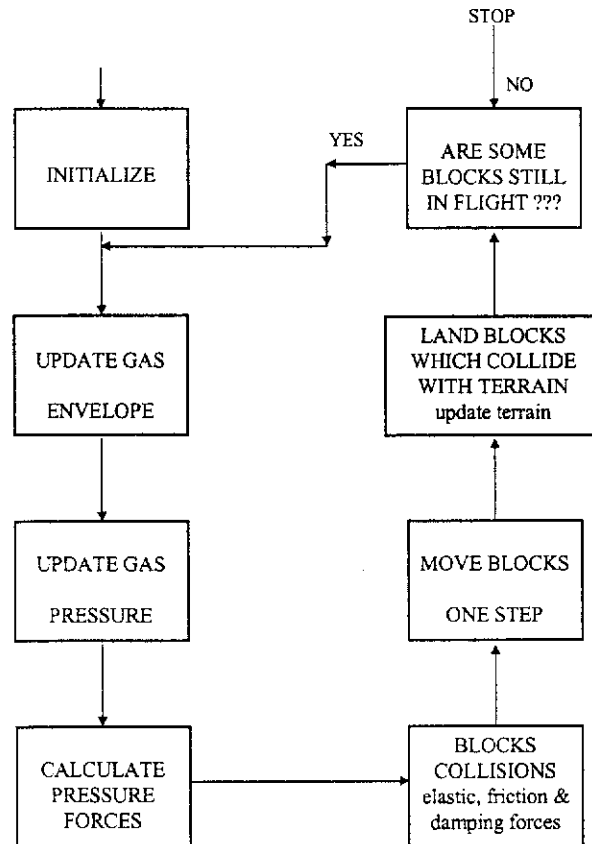 STOP
NO
YES
INITIALIZE
ARE SOME
BLOCKS STILL
IN FLIGHT ???
UPDATE GAS
ENVELOPE
LAND BLOCKS
WHICH COLLIDE
WITH TERRAIN
update terrain
UPDATE GAS
PRESSURE
MOVE BLOCKS
ONE STEP
CALCULATE
PRESSURE
FORCES
BLOCKS
COLLISIONS
elastic, friction &
damping forces